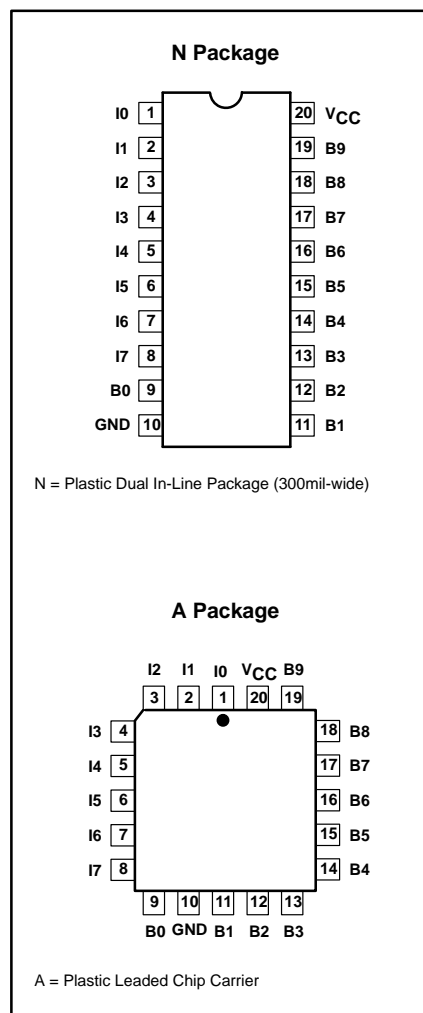 N Package
I0 1 20 VCC
I1 2 19 B9
I2 3 18 B8
I3 4 17 B7
I4 5 16 B6
I5 6 15 B5
I6 7 14 B4
I7 8 13 B3
B0 9 12 B2
GND 10 11 B1
N = Plastic Dual In-Line Package (300mil-wide)
A Package
I2 I1 I0 VCC B9
3 2 1 20 19
I3 4 18 B8
I4 5 17 B7
I5 6 16 B6
I6 7 15 B5
I7 8 14 B4
9 10 11 12 13
B0 GND B1 B2 B3
A = Plastic Leaded Chip Carrier